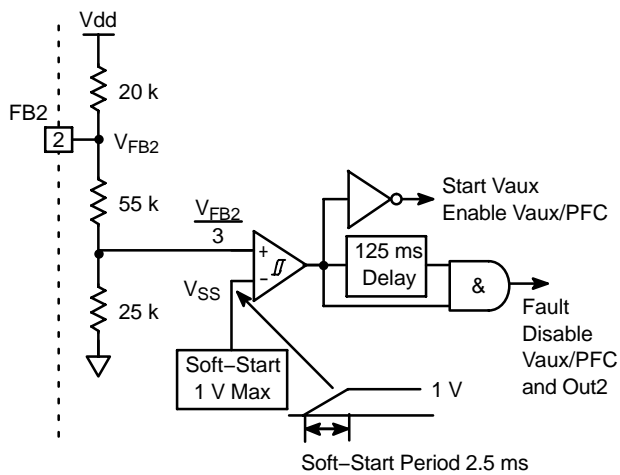 Vdd
20 k
FB2
2
VFB2
55 k
VFB2
3
Start Vaux
Enable Vaux/PFC
+
−
125 ms
Delay
&
VSS
25 k
Fault
Disable
Vaux/PFC
and Out2
Soft−Start
1 V Max
1 V
Soft−Start Period 2.5 ms